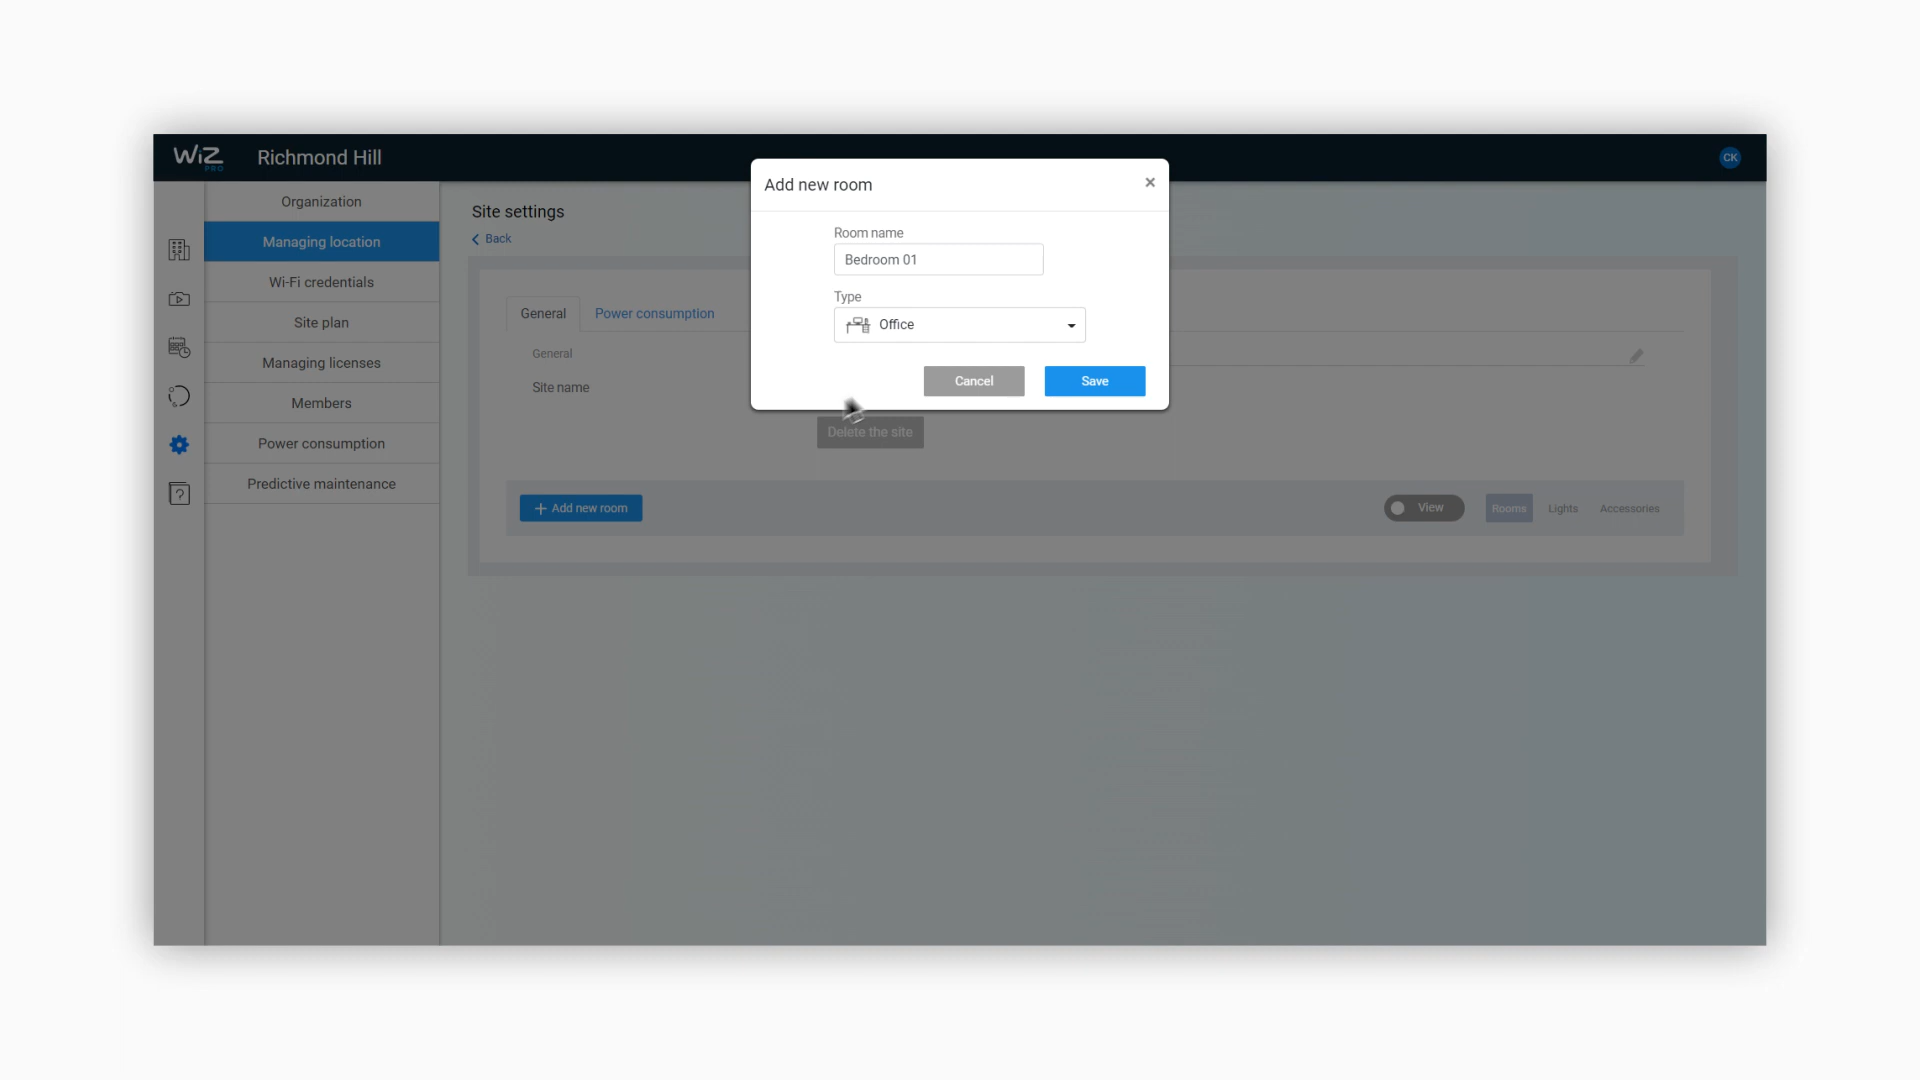 WiZ PRO
Richmond Hill
CK
Organization
Managing location
Wi-Fi credentials
Site plan
Managing licenses
Members
Power consumption
Predictive maintenance
Site settings
Back
General
Power consumption
General
Site name
Delete the site
+ Add new room
View
Rooms
Lights
Accessories
Add new room
×
Room name
Bedroom 01
Type
Office
Cancel
Save
?